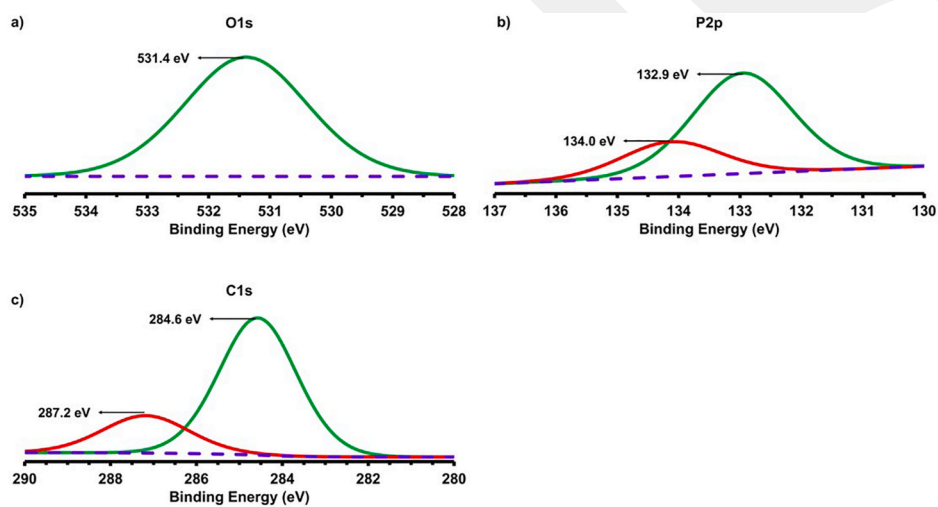 a)
O1s
531.4 eV
535 534 533 532 531 530 529 528
Binding Energy (eV)
b)
P2p
132.9 eV
134.0 eV
137 136 135 134 133 132 131 130
Binding Energy (eV)
c)
C1s
284.6 eV
287.2 eV
290 288 286 284 282 280
Binding Energy (eV)